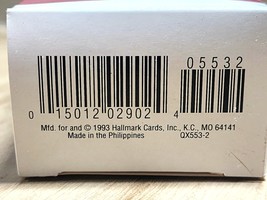 05532
0 15012 02902 4
Mfd. for and © 1993 Hallmark Cards, Inc., K.C., MO 64141
Made in the Philippines QX553-2